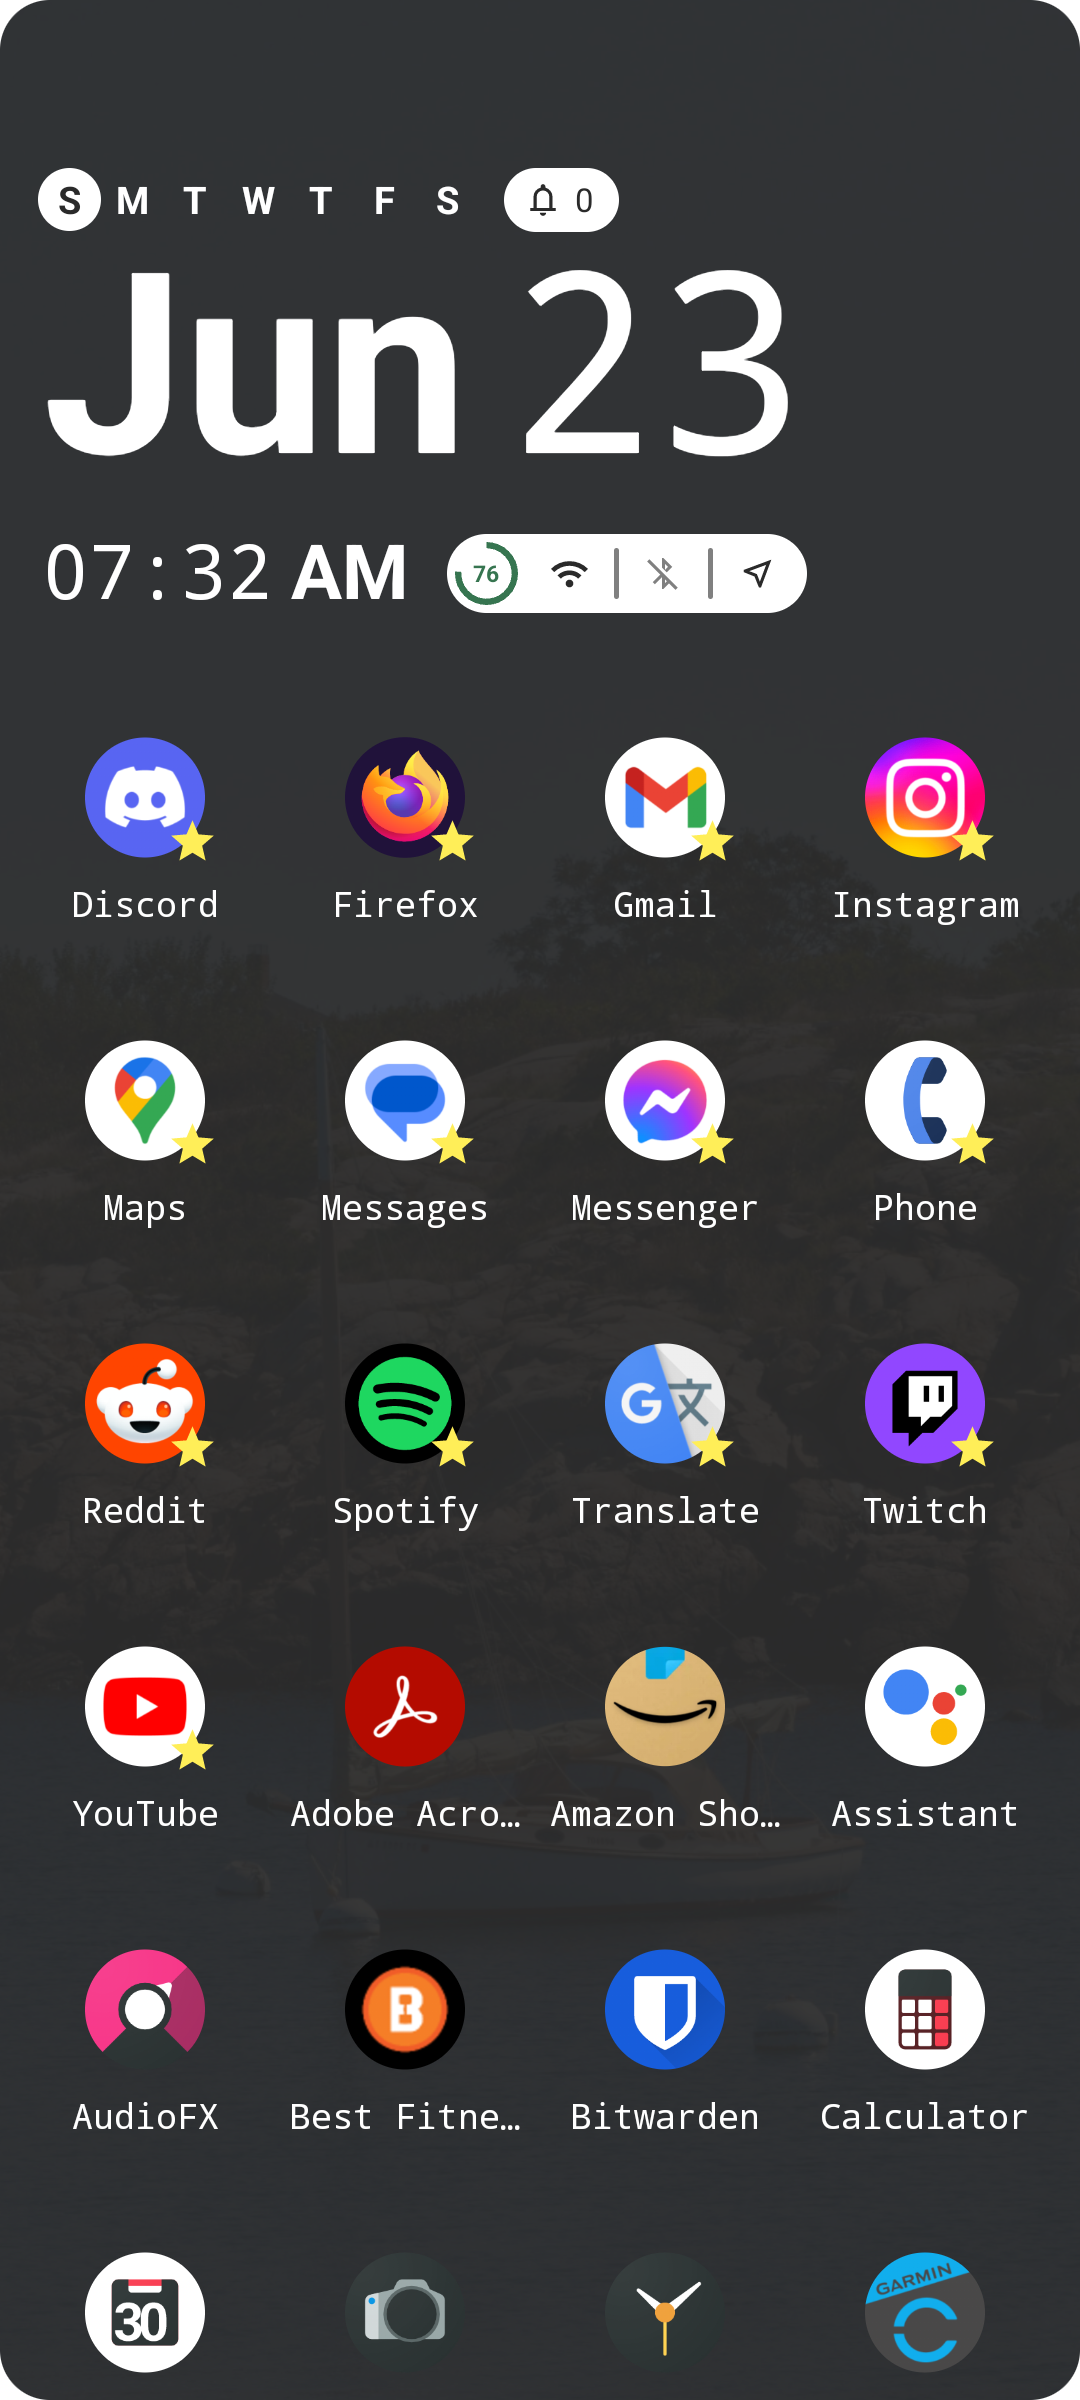 S M T W T F S 0
Jun 23
07:32 AM 76
Discord Firefox Gmail Instagram
Maps Messages Messenger Phone
G 文
Reddit Spotify Translate Twitch
YouTube Adobe Acro… Amazon Sho… Assistant
B
AudioFX Best Fitne… Bitwarden Calculator
30 GARMIN